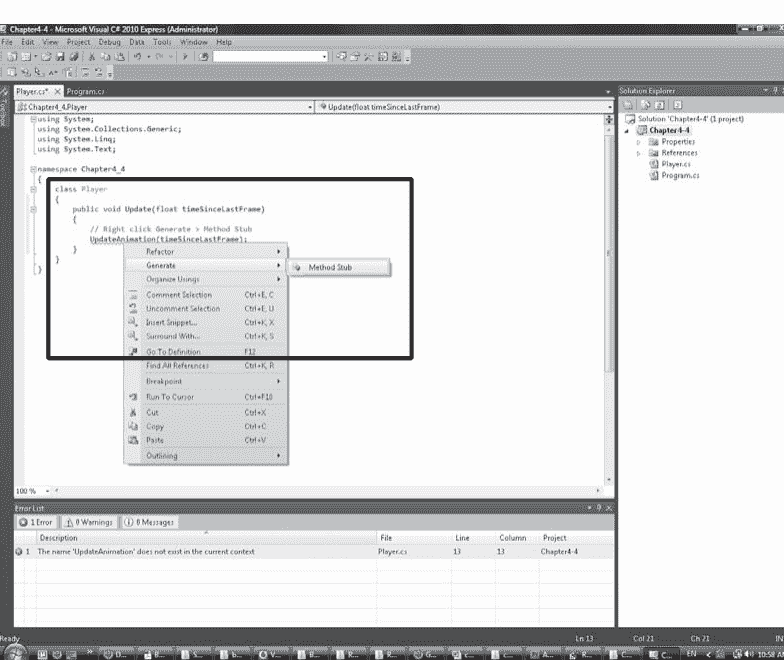 Chapter4-4 - Microsoft Visual C# 2010 Express (Administrator)
File Edit View Project Debug Data Tools Window Help
Player.cs* Program.cs
Chapter4_4.Player Update(float timeSinceLastFrame)
using System;
using System.Collections.Generic;
using System.Linq;
using System.Text;
namespace Chapter4_4
{
class Player
{
public void Update(float timeSinceLastFrame)
{
// Right click Generate > Method Stub
UpdateAnimation(timeSinceLastFrame);
}
}
}
Refactor
Generate
Method Stub
Organize Usings
Comment Selection Ctrl+E, C
Uncomment Selection Ctrl+E, U
Insert Snippet... Ctrl+K, X
Surround With... Ctrl+K, S
Go To Definition F12
Find All References Ctrl+K, R
Breakpoint
Run To Cursor Ctrl+F10
Cut Ctrl+X
Copy Ctrl+C
Paste Ctrl+V
Outlining
100 %
Solution Explorer
Solution 'Chapter4-4' (1 project)
Chapter4-4
Properties
References
Player.cs
Program.cs
Toolbox
Error List
1 Error 0 Warnings 0 Messages
Description File Line Column Project
1 The name 'UpdateAnimation' does not exist in the current context Player.cs 13 13 Chapter4-4
Ready Ln 13 Col 21 Ch 21 IN
EN 10:58